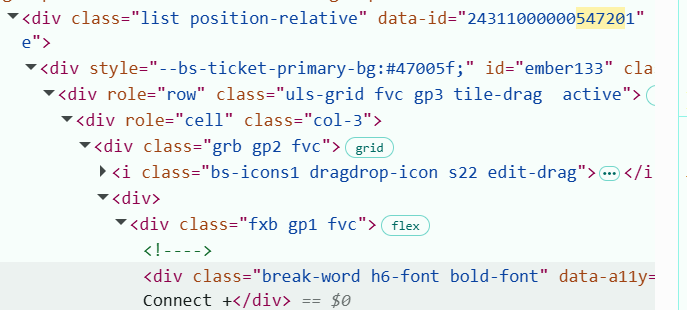 <div class="list position-relative" data-id="24311000000547201"
e">
<div style="--bs-ticket-primary-bg:#47005f;" id="ember133" clas
<div role="row" class="uls-grid fvc gp3 tile-drag  active">
<div role="cell" class="col-3">
<div class="grb gp2 fvc"> grid
<i class="bs-icons1 dragdrop-icon s22 edit-drag"> ••• </i
<div>
<div class="fxb gp1 fvc"> flex
<!---->
<div class="break-word h6-font bold-font" data-a11y=
Connect +</div> == $0